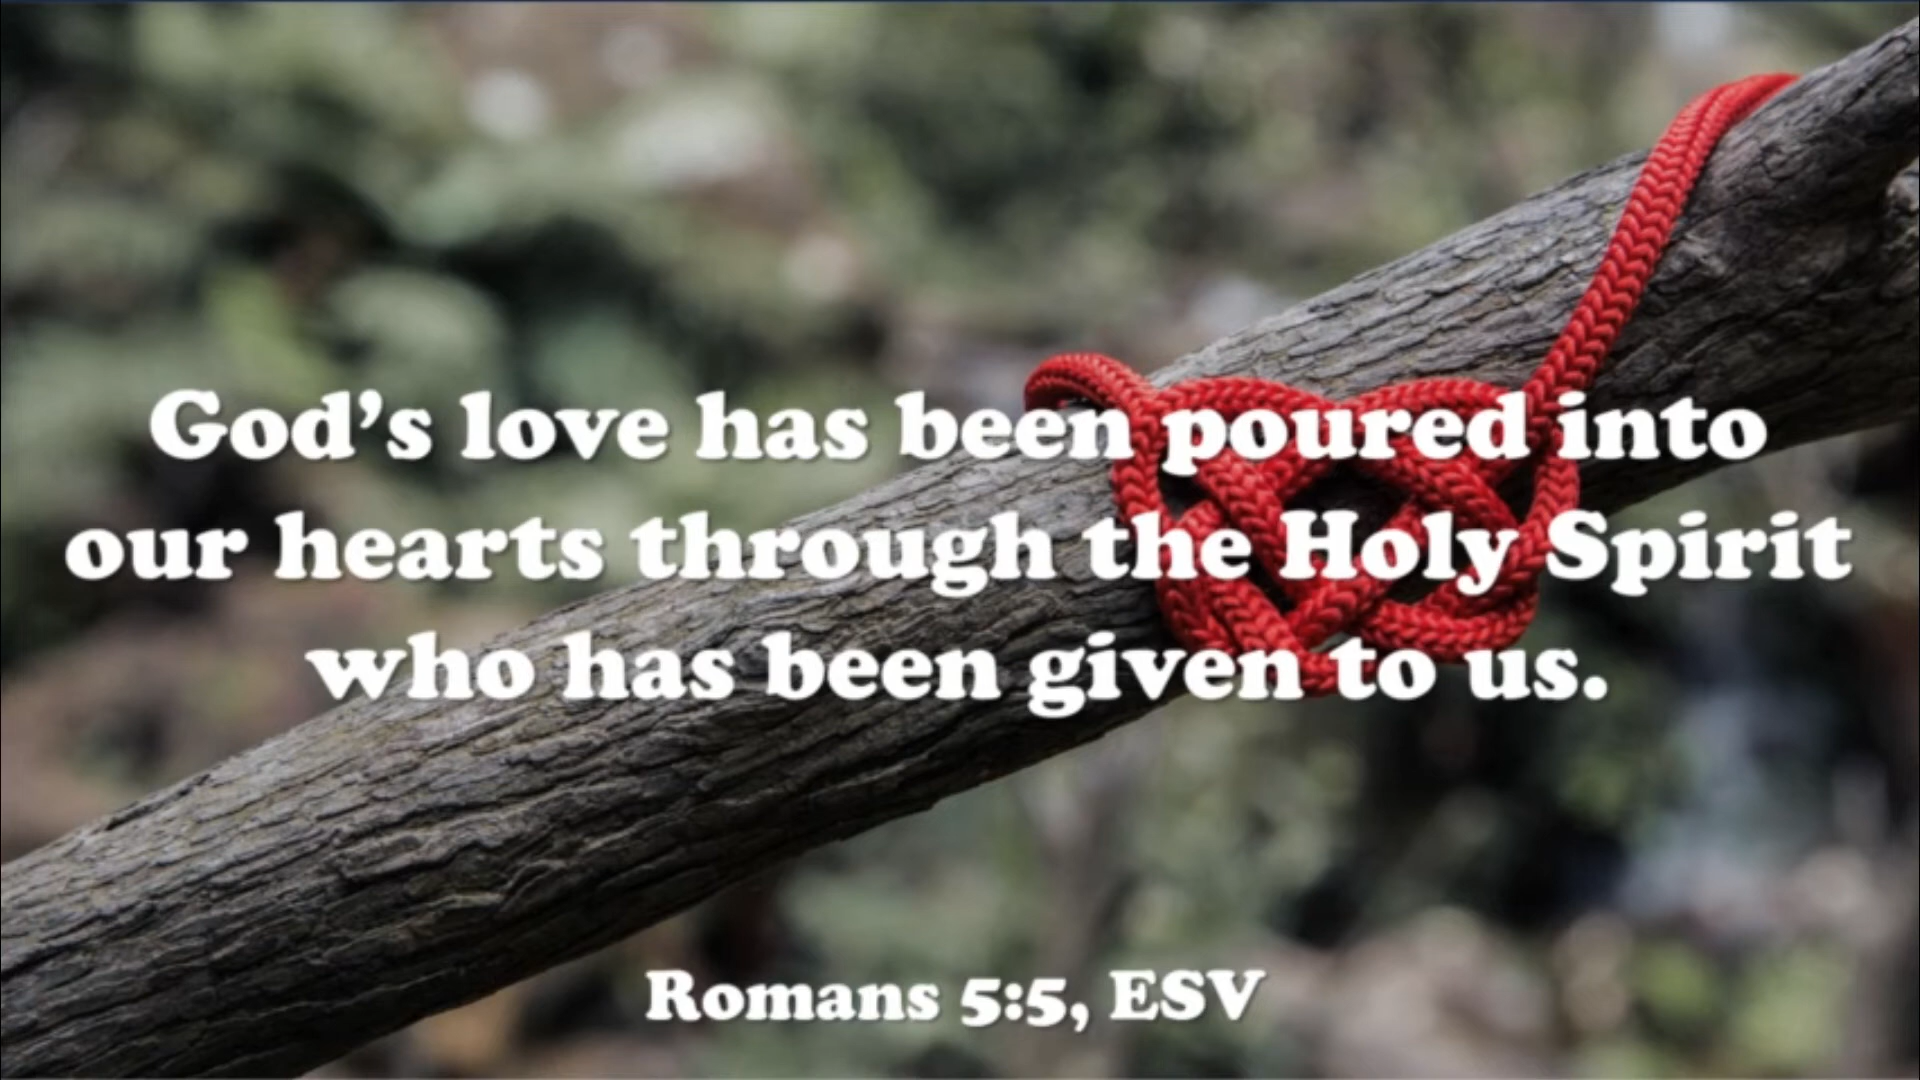 God’s love has been poured into
our hearts through the Holy Spirit
who has been given to us.
Romans 5:5, ESV